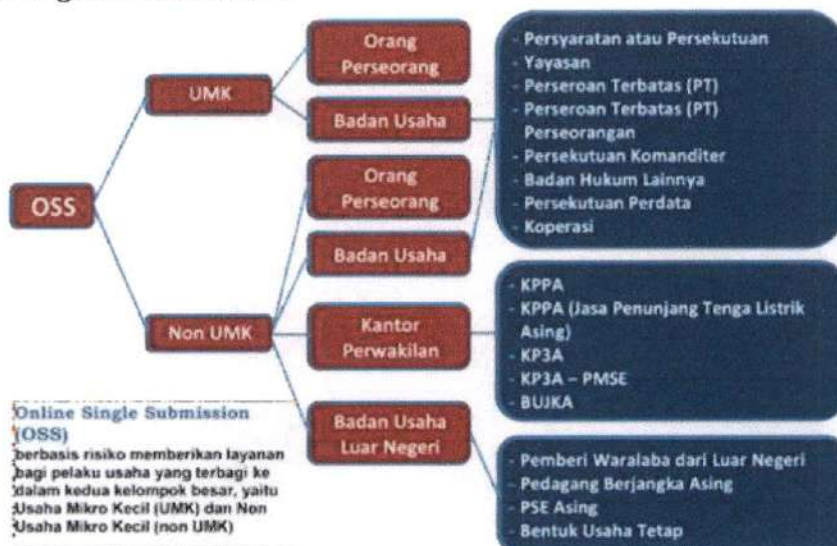 OSS
UMK
Non UMK
Orang
Perseorang
Badan Usaha
Orang
Perseorang
Badan Usaha
Kantor
Perwakilan
Badan Usaha
Luar Negeri
- Persyaratan atau Persekutuan
- Yayasan
- Perseroan Terbatas (PT)
- Perseroan Terbatas (PT)
Perseorangan
- Persekutuan Komanditer
- Badan Hukum Lainnya
- Persekutuan Perdata
- Koperasi
- KPPA
- KPPA (Jasa Penunjang Tenga Listrik
Asing)
- KP3A
- KP3A – PMSE
- BUJKA
- Pemberi Waralaba dari Luar Negeri
- Pedagang Berjangka Asing
- PSE Asing
- Bentuk Usaha Tetap
Online Single Submission
(OSS)
berbasis risiko memberikan layanan
bagi pelaku usaha yang terbagi ke
dalam kedua kelompok besar, yaitu
Usaha Mikro Kecil (UMK) dan Non
Usaha Mikro Kecil (non UMK)